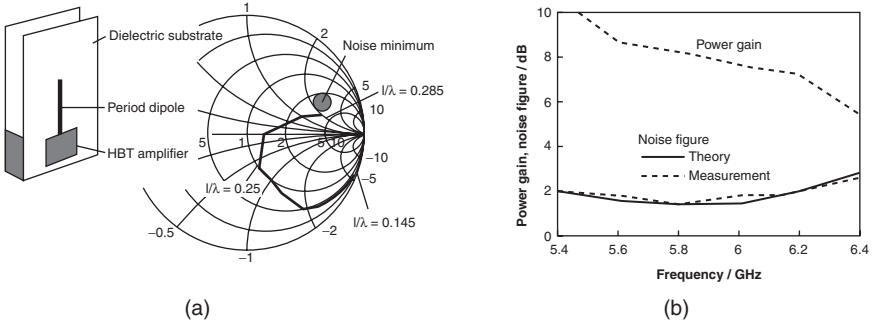 Dielectric substrate
Period dipole
HBT amplifier
1
2
Noise minimum
5
l/λ = 0.285
10
5
1
2
5
10
−10
−5
l/λ = 0.25
l/λ = 0.145
−0.5
−2
−1
(a)
Power gain, noise figure / dB
10
8
6
4
2
0
Power gain
Noise figure
Theory
Measurement
5.4
5.6
5.8
6
6.2
6.4
Frequency / GHz
(b)